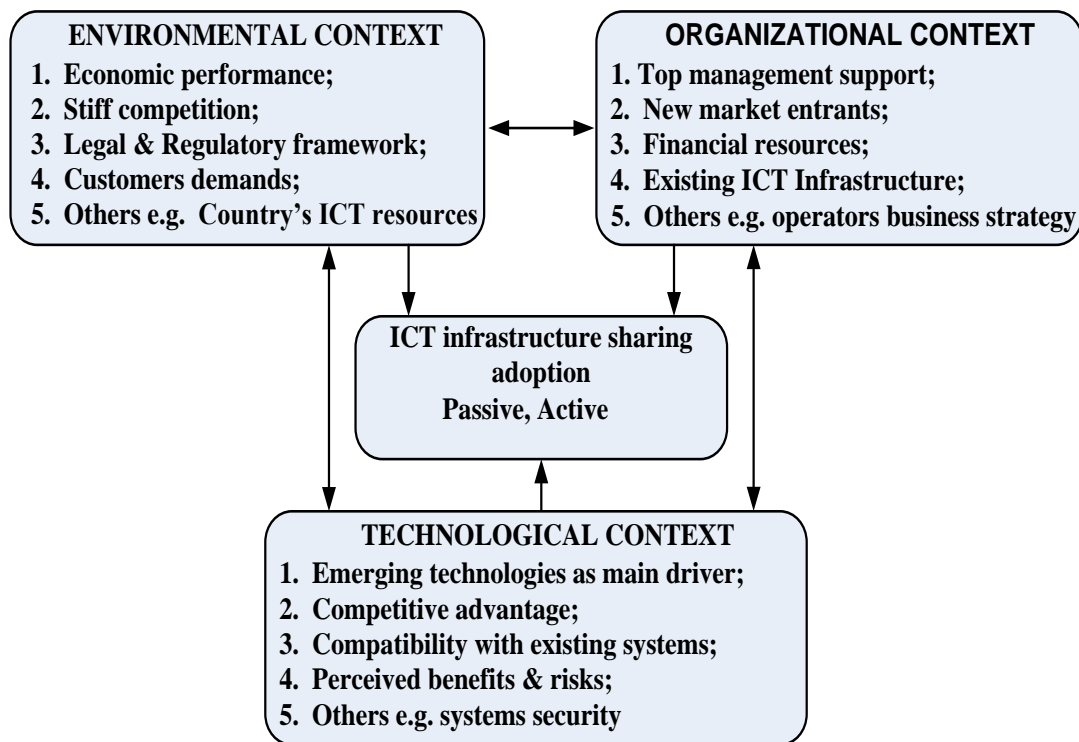 ENVIRONMENTAL CONTEXT
1. Economic performance;
2. Stiff competition;
3. Legal & Regulatory framework;
4. Customers demands;
5. Others e.g. Country’s ICT resources
ORGANIZATIONAL CONTEXT
1. Top management support;
2. New market entrants;
3. Financial resources;
4. Existing ICT Infrastructure;
5. Others e.g. operators business strategy
ICT infrastructure sharing
adoption
Passive, Active
TECHNOLOGICAL CONTEXT
1. Emerging technologies as main driver;
2. Competitive advantage;
3. Compatibility with existing systems;
4. Perceived benefits & risks;
5. Others e.g. systems security